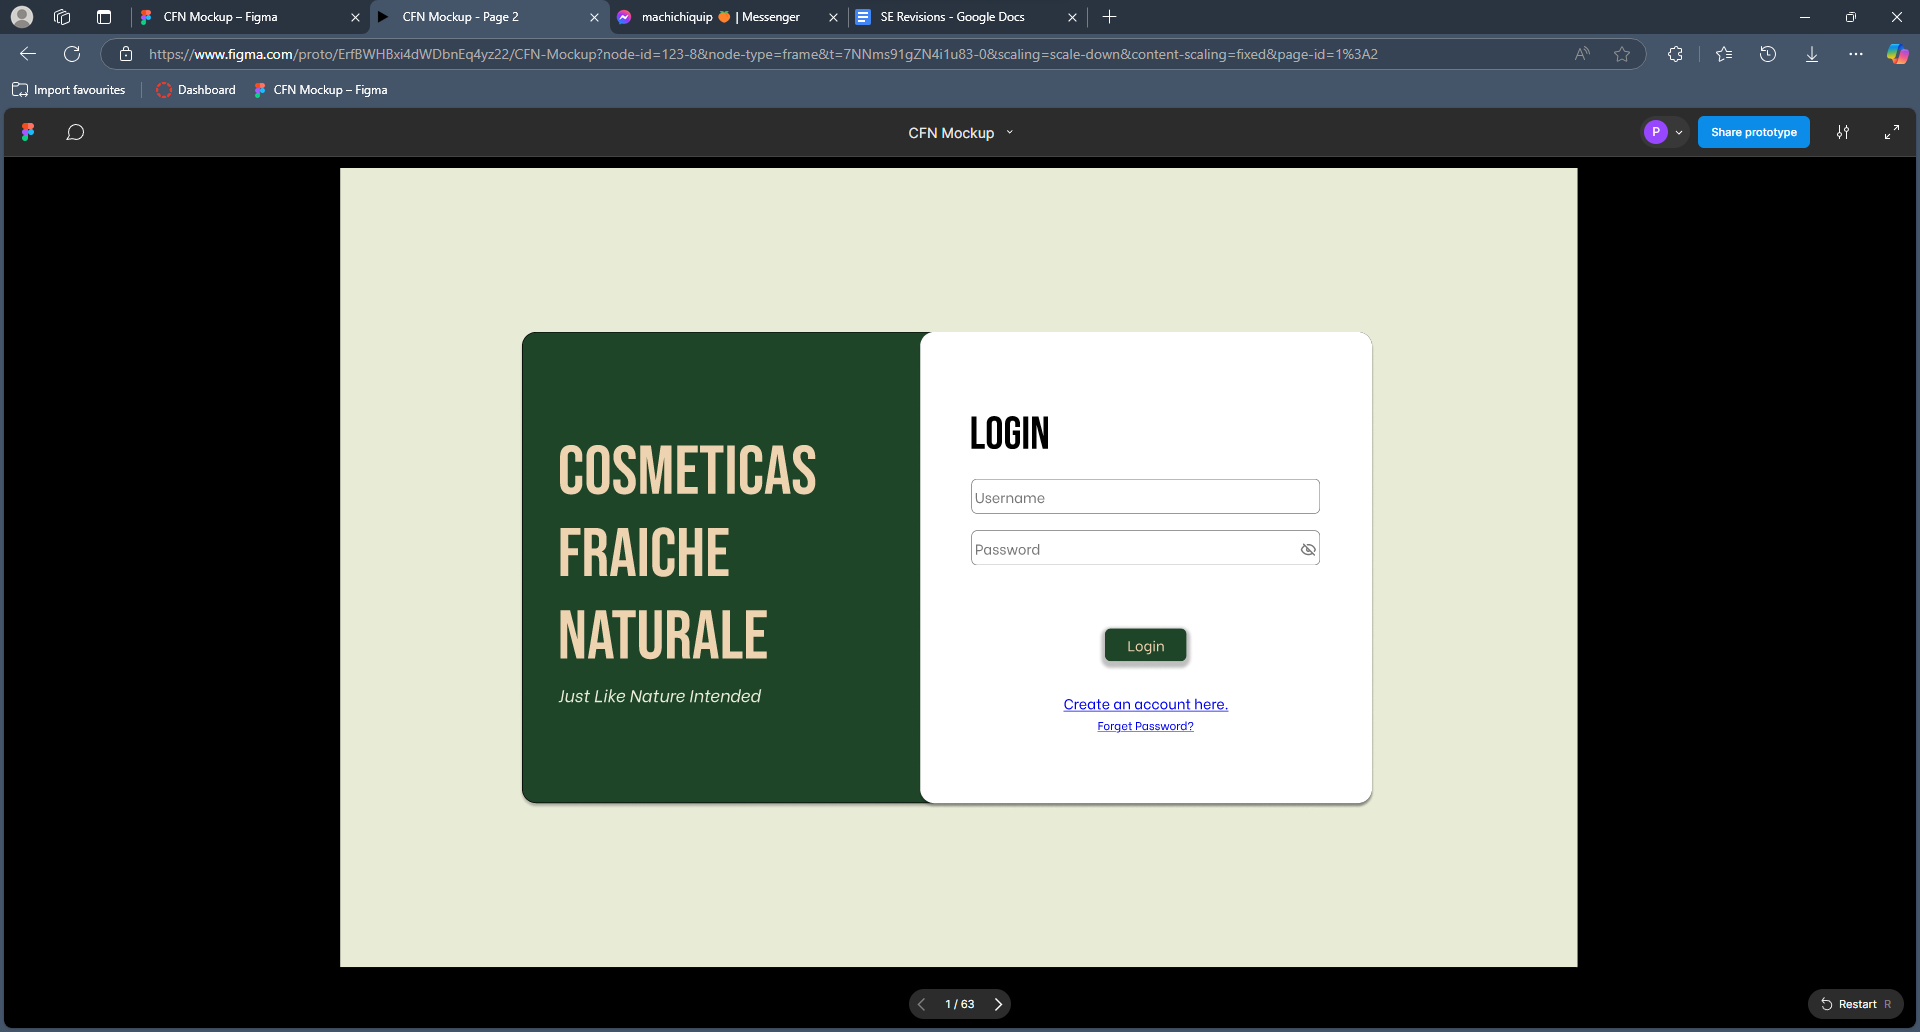 CFN Mockup – Figma
CFN Mockup - Page 2
machichiquip 🍑 | Messenger
SE Revisions - Google Docs
https://www.figma.com/proto/ErfBWHBxi4dWDbnEq4yz22/CFN-Mockup?node-id=123-8&node-type=frame&t=7NNms91gZN4i1u83-0&scaling=scale-down&content-scaling=fixed&page-id=1%3A2
Import favourites
Dashboard
CFN Mockup – Figma
CFN Mockup
P
Share prototype
COSMETICAS
FRAICHE
NATURALE
Just Like Nature Intended
LOGIN
Username
Password
Login
Create an account here.
Forget Password?
1 / 63
Restart R